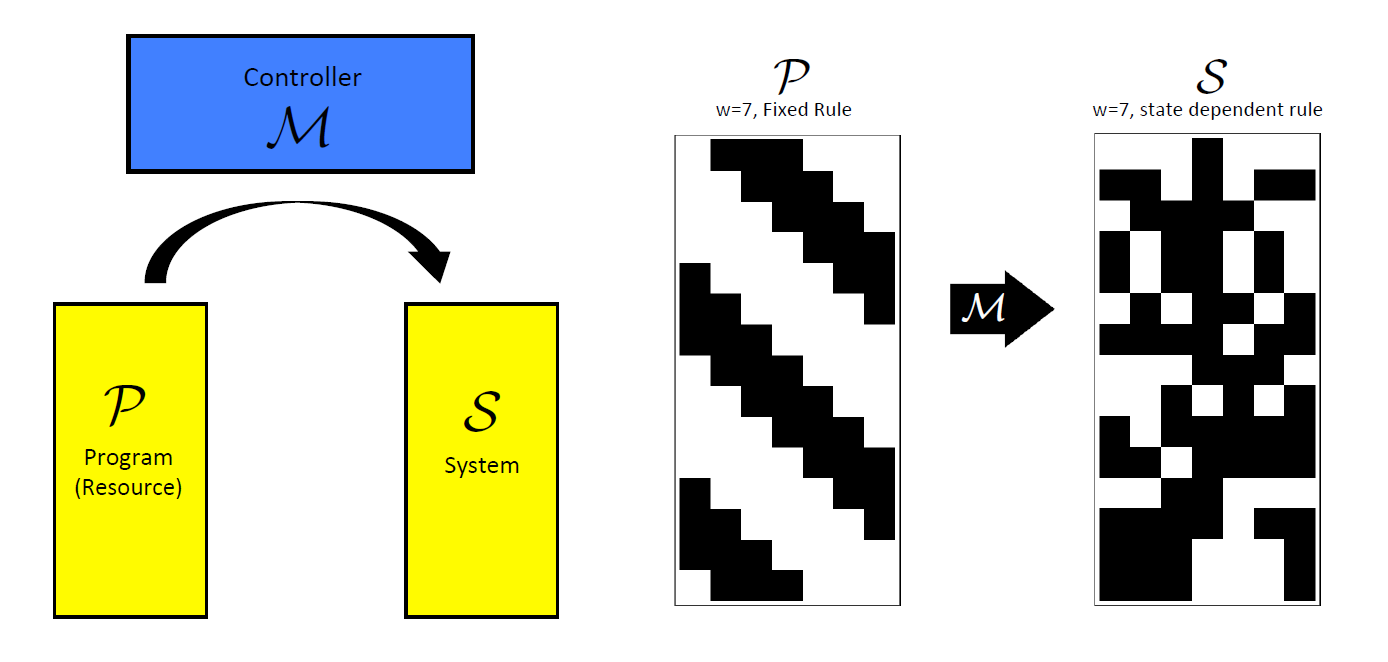 Controller
ℳ
𝒫
Program
(Resource)
𝒮
System
𝒫
w=7, Fixed Rule
ℳ
𝒮
w=7, state dependent rule